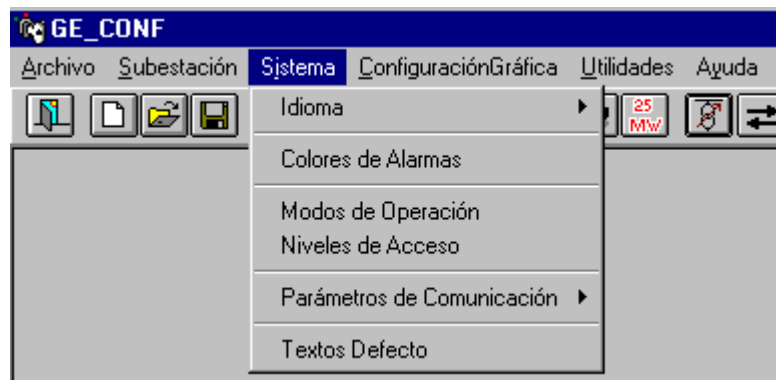 GE_CONF
Archivo Subestación Sistema ConfiguraciónGráfica Utilidades Ayuda
25
MW
Idioma
Colores de Alarmas
Modos de Operación
Niveles de Acceso
Parámetros de Comunicación
Textos Defecto